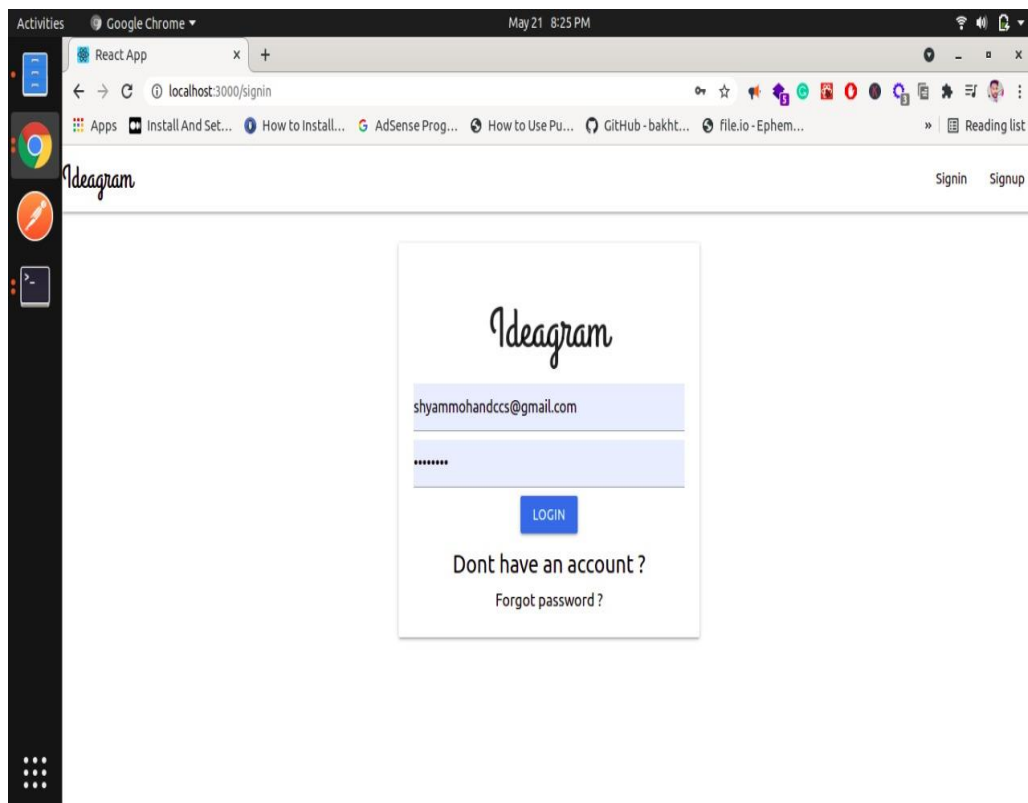 Activities Google Chrome May 21 8:25 PM
React App x +
localhost:3000/signin
Apps Install And Set... How to Install... AdSense Prog... How to Use Pu... GitHub - bakht... file.io - Ephem... » Reading list
Ideagram Signin Signup
Ideagram
shyammohandccs@gmail.com
••••••••
LOGIN
Dont have an account ?
Forgot password ?